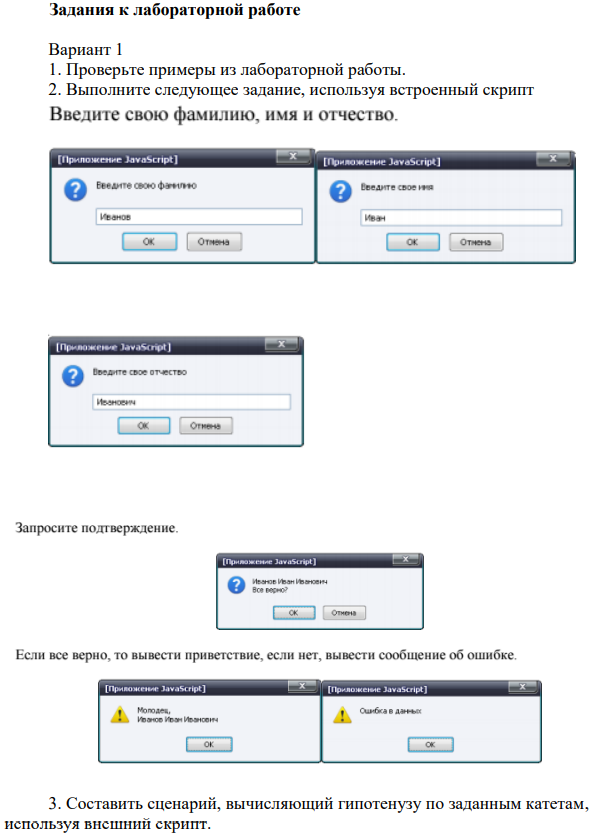 Задания к лабораторной работе
Вариант 1
1. Проверьте примеры из лабораторной работы.
2. Выполните следующее задание, используя встроенный скрипт
Введите свою фамилию, имя и отчество.
[Приложение JavaScript]
X
Введите свою фамилию
Иванов
OK
Отмена
[Приложение JavaScript]
X
Введите свое имя
Иван
OK
Отмена
[Приложение JavaScript]
X
Введите свое отчество
Иванович
OK
Отмена
Запросите подтверждение.
[Приложение JavaScript]
X
Иванов Иван Иванович
Все верно?
OK
Отмена
Если все верно, то вывести приветствие, если нет, вывести сообщение об ошибке.
[Приложение JavaScript]
X
Молодец,
Иванов Иван Иванович
OK
[Приложение JavaScript]
X
Ошибка в данных
OK
3. Составить сценарий, вычисляющий гипотенузу по заданным катетам,
используя внешний скрипт.